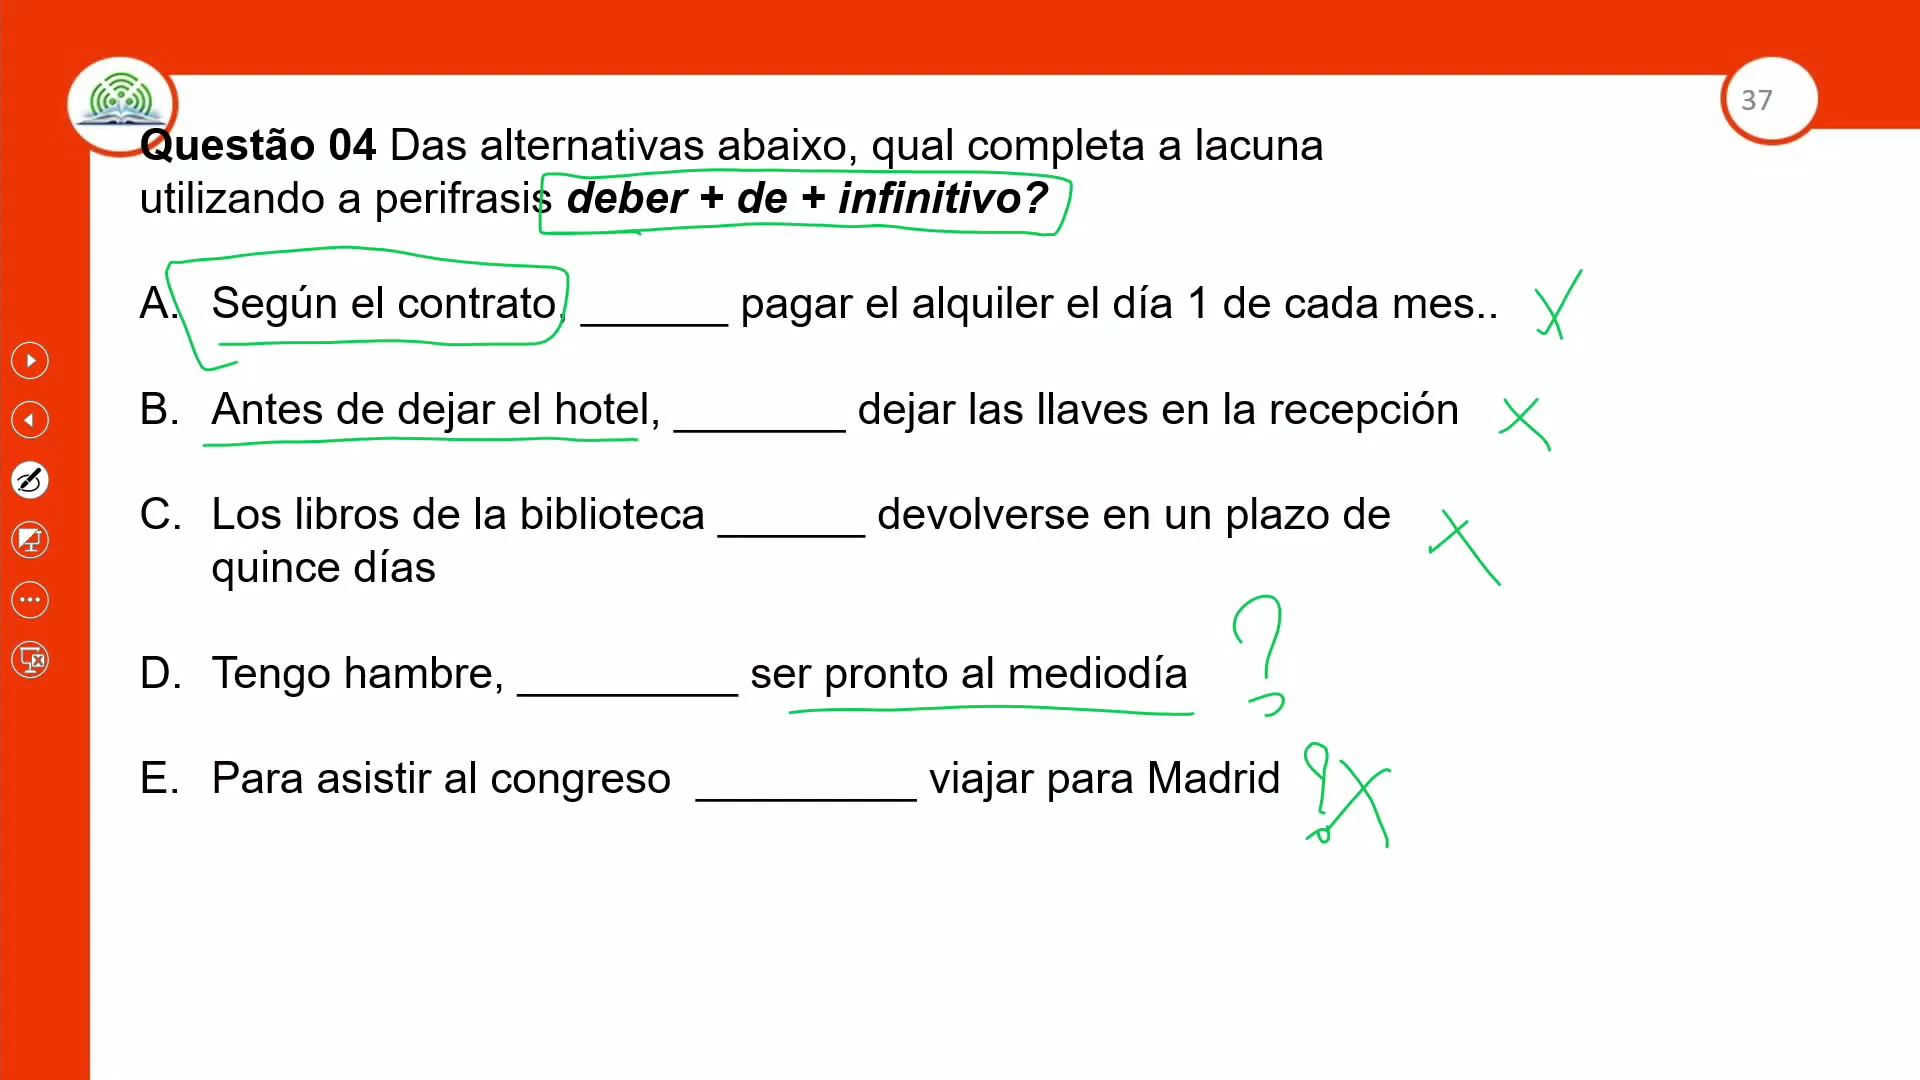 37
Questão 04 Das alternativas abaixo, qual completa a lacuna
utilizando a perifrasis deber + de + infinitivo?
A. Según el contrato, ______ pagar el alquiler el día 1 de cada mes..
B. Antes de dejar el hotel, _______ dejar las llaves en la recepción
C. Los libros de la biblioteca ______ devolverse en un plazo de
quince días
?
D. Tengo hambre, _________ ser pronto al mediodía
E. Para asistir al congreso _________ viajar para Madrid